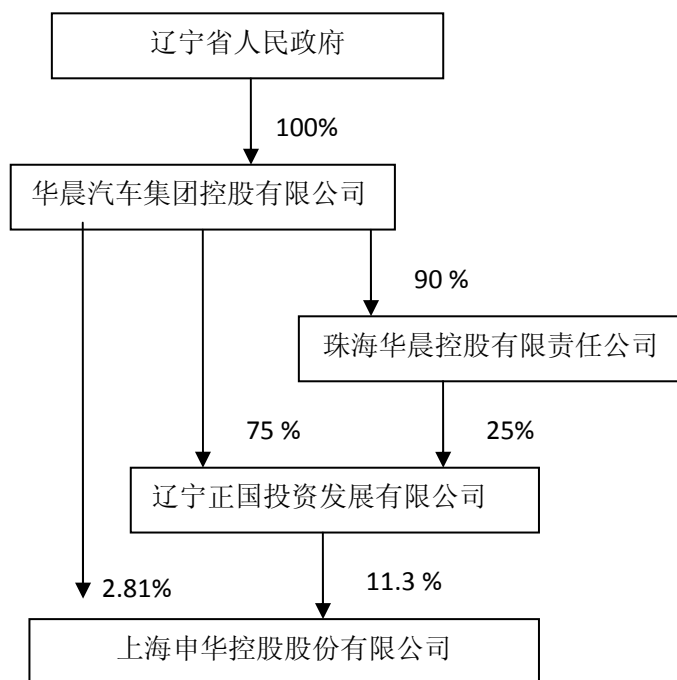 辽宁省人民政府
100%
华晨汽车集团控股有限公司
90 %
珠海华晨控股有限责任公司
75 %
25%
辽宁正国投资发展有限公司
2.81%
11.3 %
上海申华控股股份有限公司